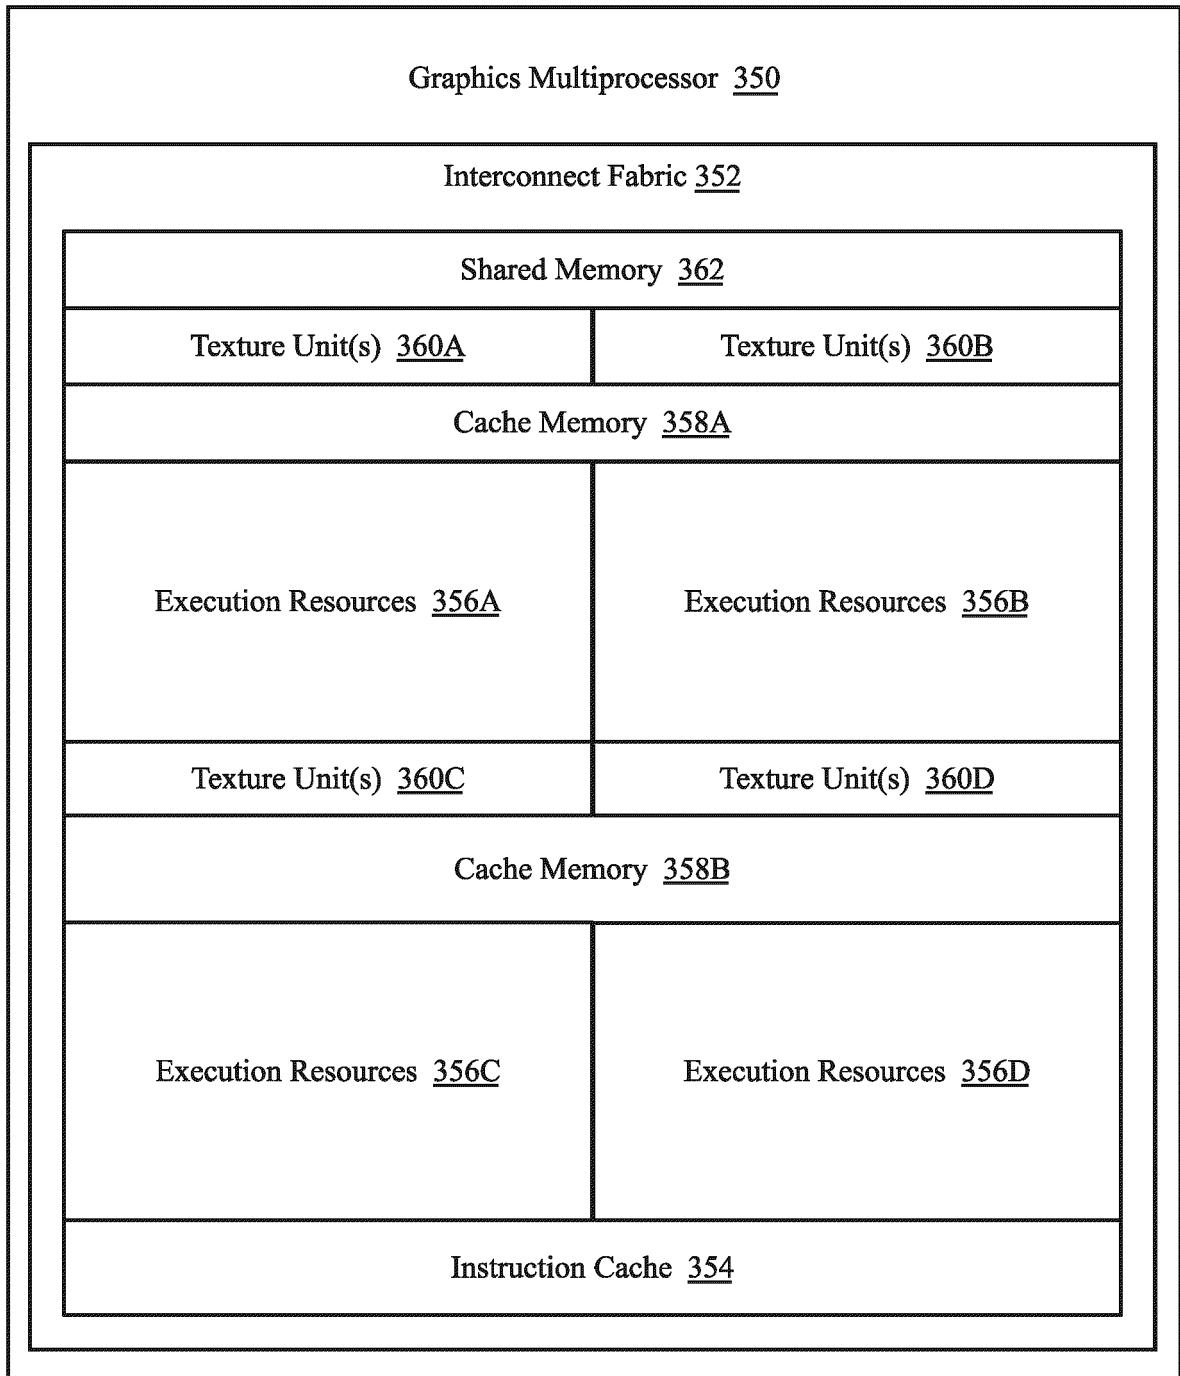 Graphics Multiprocessor 350
Interconnect Fabric 352
Shared Memory 362
Texture Unit(s) 360A
Texture Unit(s) 360B
Cache Memory 358A
Execution Resources 356A
Execution Resources 356B
Texture Unit(s) 360C
Texture Unit(s) 360D
Cache Memory 358B
Execution Resources 356C
Execution Resources 356D
Instruction Cache 354